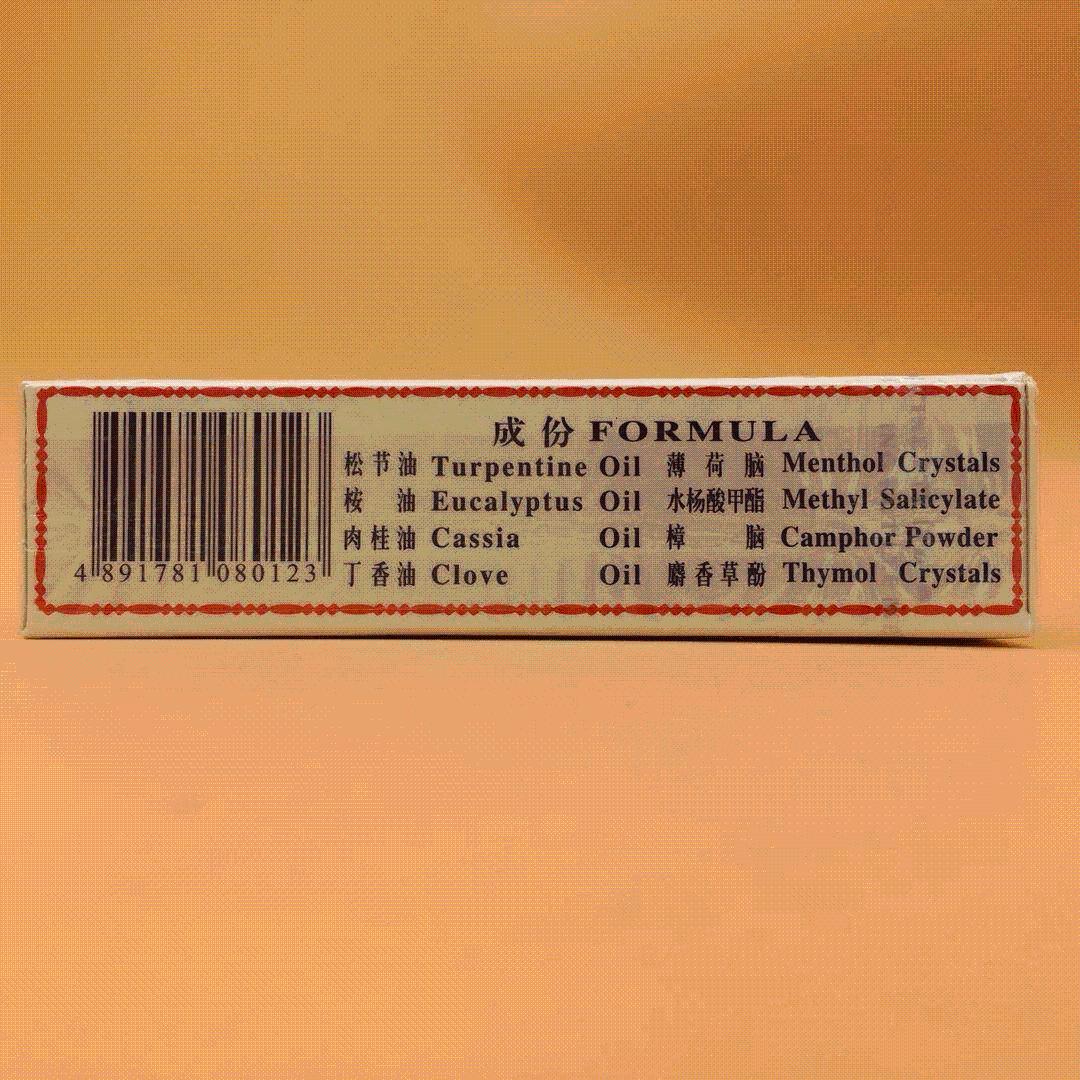 成份 FORMULA
松节油 Turpentine Oil 薄荷脑 Menthol Crystals
桉油 Eucalyptus Oil 水杨酸甲酯 Methyl Salicylate
肉桂油 Cassia Oil 樟脑 Camphor Powder
丁香油 Clove Oil 麝香草酚 Thymol Crystals
4 891781 080123